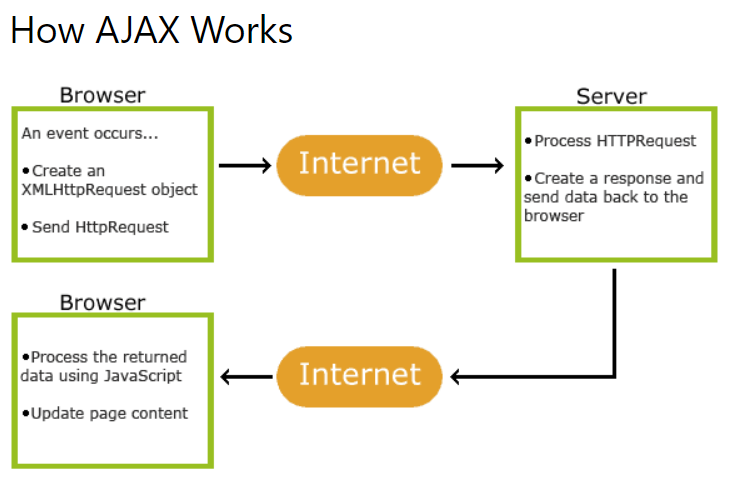 How AJAX Works
Browser
An event occurs...
•Create an
XMLHttpRequest object
• Send HttpRequest
Internet
Server
•Process HTTPRequest
•Create a response and
send data back to the
browser
Browser
•Process the returned
data using JavaScript
•Update page content
Internet